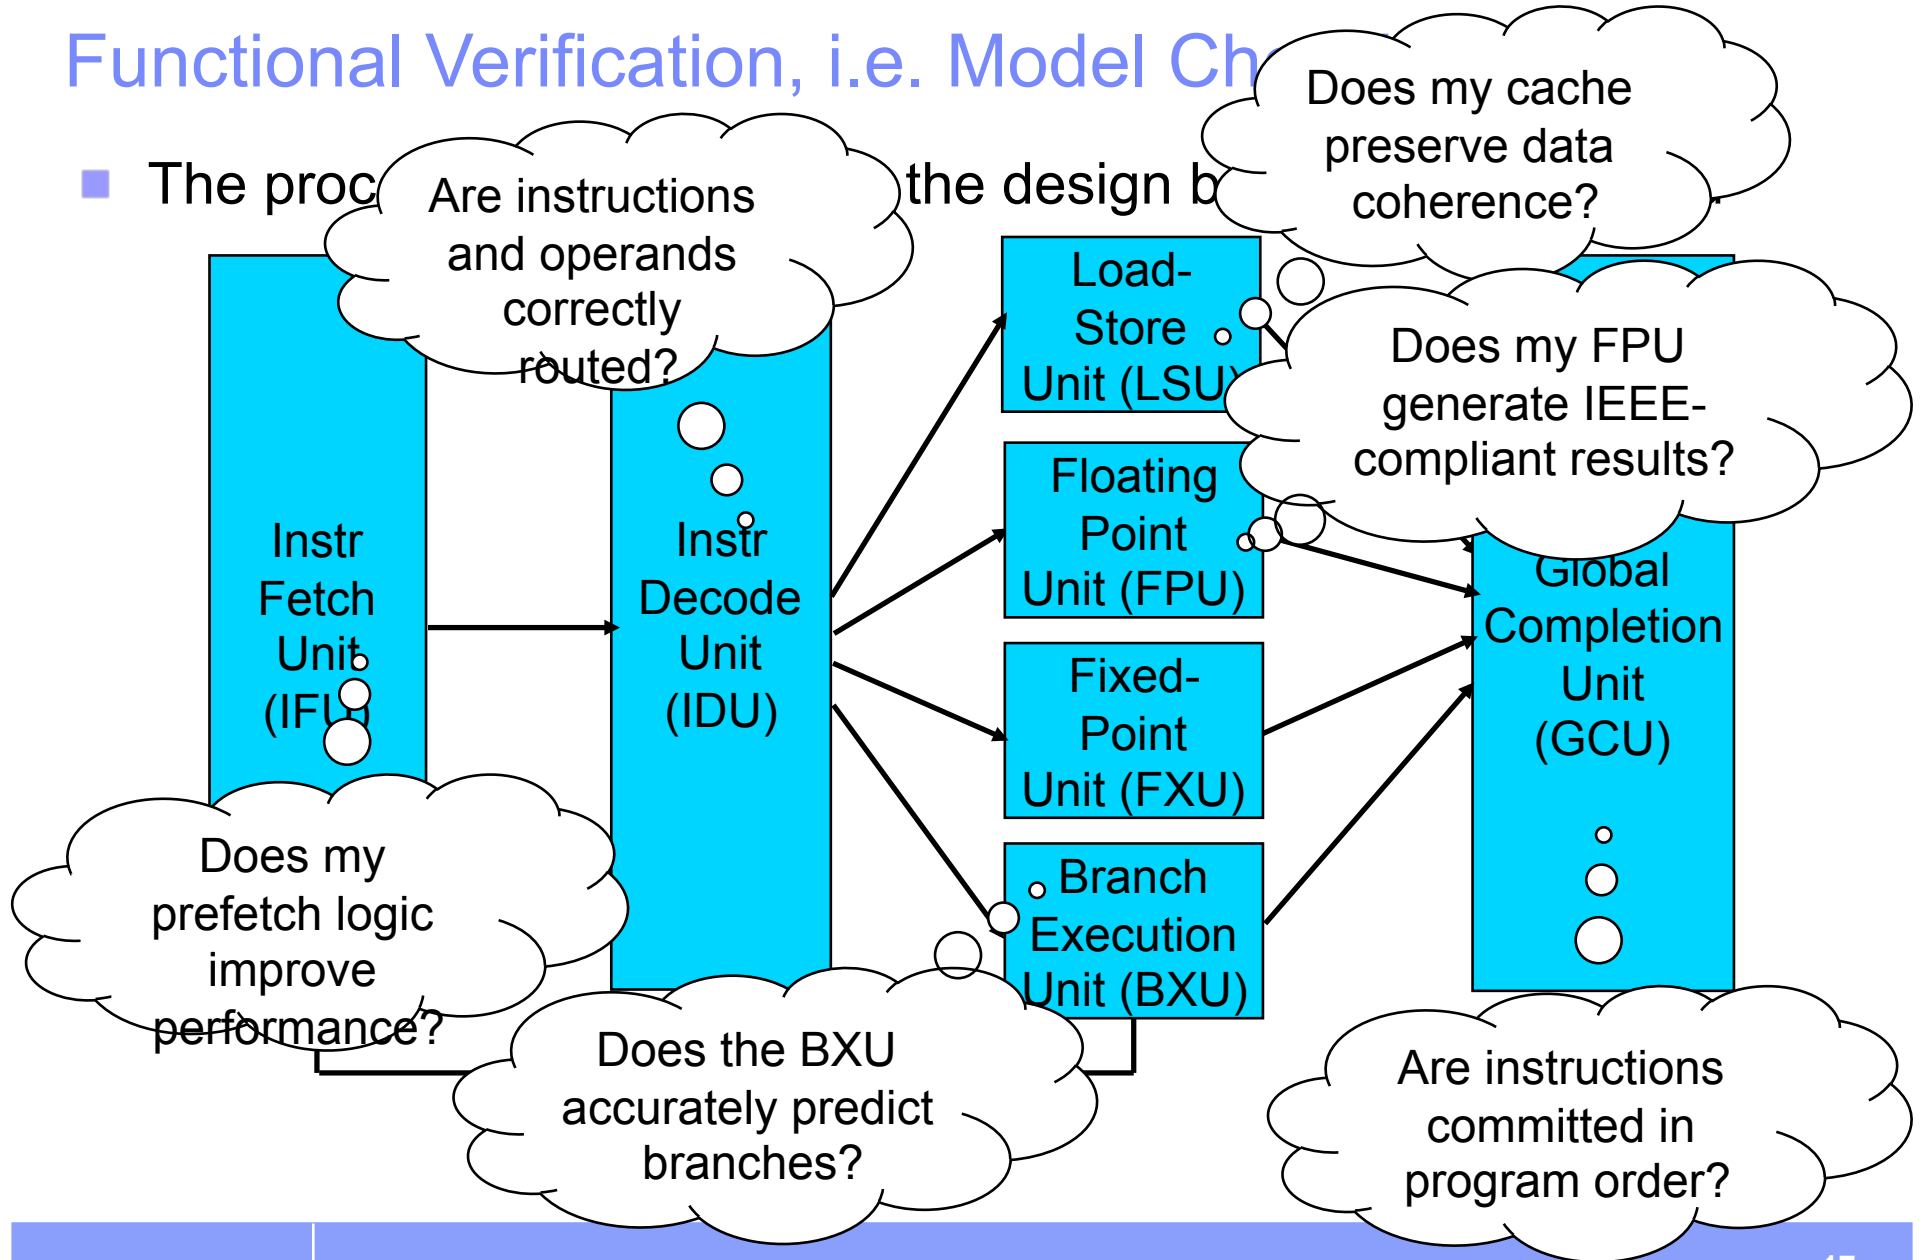 Functional Verification, i.e. Model
The
the design
Does my cache
preserve data
coherence?
Are instructions
and operands
correctly
routed?
Load-
Store
Unit (LSU)
Does my FPU
generate IEEE-
compliant results?
Floating
Point
Unit (FPU)
Instr
Fetch
Unit
(IFU)
Instr
Decode
Unit
(IDU)
Global
Completion
Unit
(GCU)
Fixed-
Point
Unit (FXU)
Does my
prefetch logic
improve
performance?
Branch
Execution
Unit (BXU)
Does the BXU
accurately predict
branches?
Are instructions
committed in
program order?